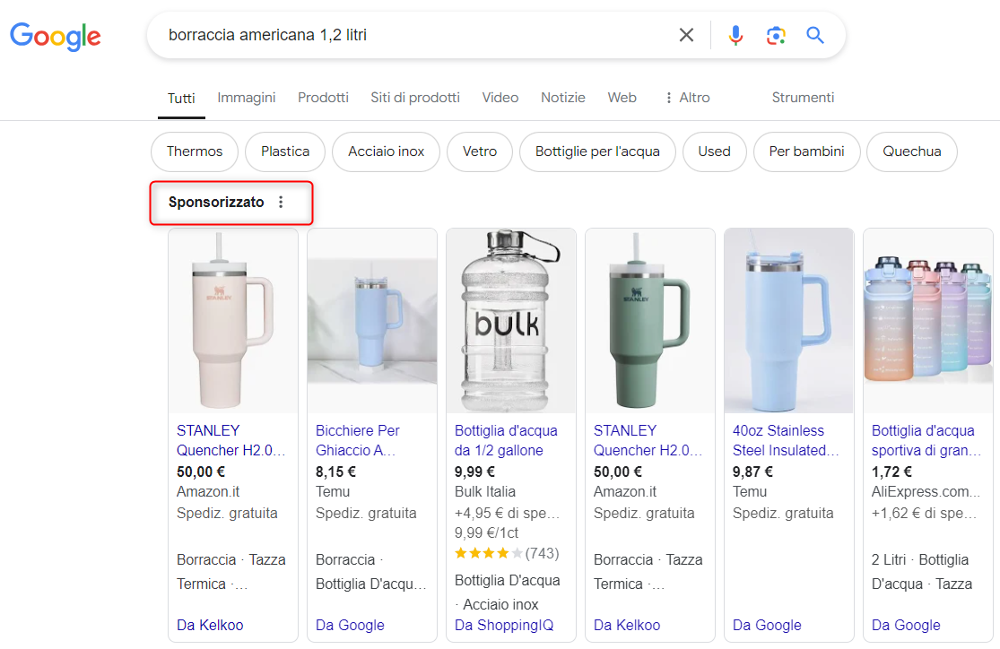 Google
borraccia americana 1,2 litri
Tutti Immagini Prodotti Siti di prodotti Video Notizie Web Altro Strumenti
Thermos Plastica Acciaio inox Vetro Bottiglie per l'acqua Used Per bambini Quechua
Sponsorizzato
STANLEY
bulk
STANLEY
STANLEY
Quencher H2.0...
50,00 €
Amazon.it
Spediz. gratuita
Borraccia · Tazza
Termica · ...
Da Kelkoo
Bicchiere Per
Ghiaccio A...
8,15 €
Temu
Spediz. gratuita
Borraccia ·
Bottiglia D'acqu...
Da Google
Bottiglia d'acqua
da 1/2 gallone
9,99 €
Bulk Italia
+4,95 € di spe...
9,99 €/1ct
(743)
Bottiglia D'acqua
· Acciaio inox
Da ShoppingIQ
STANLEY
Quencher H2.0...
50,00 €
Amazon.it
Spediz. gratuita
Borraccia · Tazza
Termica · ...
Da Kelkoo
40oz Stainless
Steel Insulated...
9,87 €
Temu
Spediz. gratuita
Da Google
Bottiglia d'acqua
sportiva di gran...
1,72 €
AliExpress.com...
+1,62 € di spe...
2 Litri · Bottiglia
D'acqua · Tazza
Da Google